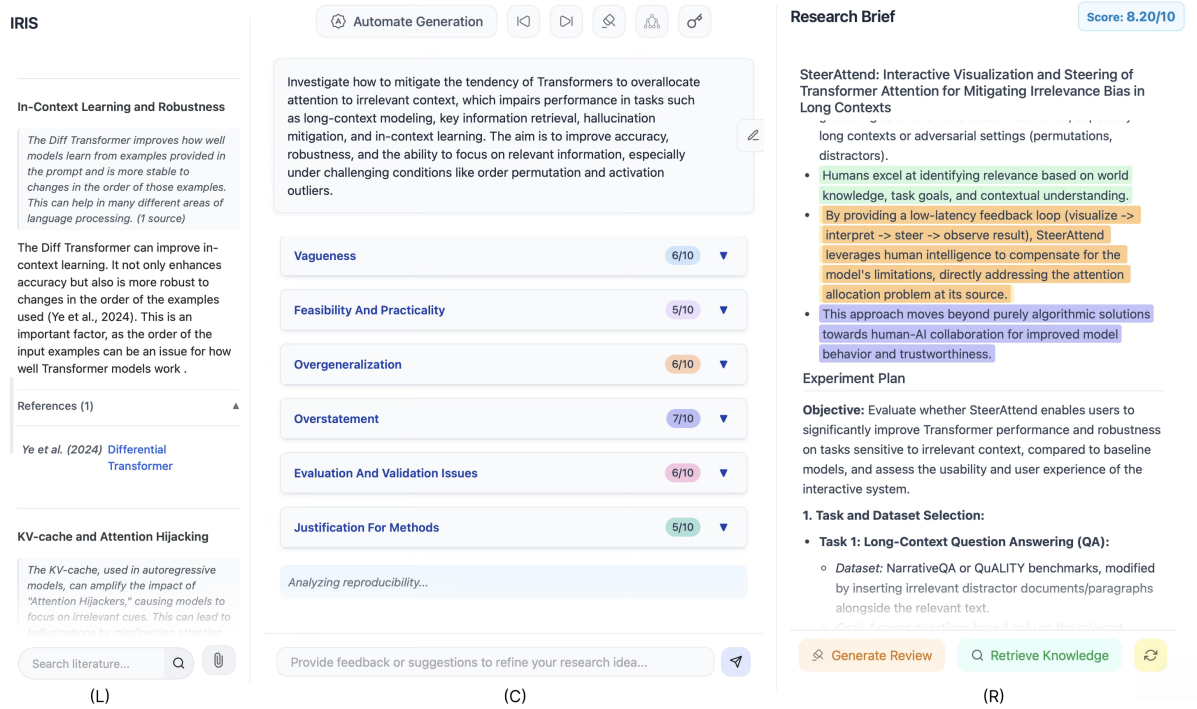 IRIS
In-Context Learning and Robustness
The Diff Transformer improves how well
models learn from examples provided in
the prompt and is more stable to
changes in the order of those examples.
This can help in many different areas of
language processing. (1 source)
The Diff Transformer can improve in-
context learning. It not only enhances
accuracy but also is more robust to
changes in the order of the examples
used (Ye et al., 2024). This is an
important factor, as the order of the
input examples can be an issue for how
well Transformer models work .
References (1) ▲
Ye et al. (2024) Differential
Transformer
KV-cache and Attention Hijacking
The KV-cache, used in autoregressive
models, can amplify the impact of
"Attention Hijackers," causing models to
focus on irrelevant cues. This can lead to
hallucinations by misdirecting attention
Search literature...
(L)
Automate Generation
Investigate how to mitigate the tendency of Transformers to overallocate
attention to irrelevant context, which impairs performance in tasks such
as long-context modeling, key information retrieval, hallucination
mitigation, and in-context learning. The aim is to improve accuracy,
robustness, and the ability to focus on relevant information, especially
under challenging conditions like order permutation and activation
outliers.
Vagueness 6/10 ▼
Feasibility And Practicality 5/10 ▼
Overgeneralization 6/10 ▼
Overstatement 7/10 ▼
Evaluation And Validation Issues 6/10 ▼
Justification For Methods 5/10 ▼
Analyzing reproducibility...
Provide feedback or suggestions to refine your research idea...
(C)
Research Brief
Score: 8.20/10
SteerAttend: Interactive Visualization and Steering of
Transformer Attention for Mitigating Irrelevance Bias in
Long Contexts
long contexts or adversarial settings (permutations,
distractors).
• Humans excel at identifying relevance based on world
knowledge, task goals, and contextual understanding.
• By providing a low-latency feedback loop (visualize ->
interpret -> steer -> observe result), SteerAttend
leverages human intelligence to compensate for the
model's limitations, directly addressing the attention
allocation problem at its source.
• This approach moves beyond purely algorithmic solutions
towards human-AI collaboration for improved model
behavior and trustworthiness.
Experiment Plan
Objective: Evaluate whether SteerAttend enables users to
significantly improve Transformer performance and robustness
on tasks sensitive to irrelevant context, compared to baseline
models, and assess the usability and user experience of the
interactive system.
1. Task and Dataset Selection:
• Task 1: Long-Context Question Answering (QA):
○ Dataset: NarrativeQA or QuALITY benchmarks, modified
by inserting irrelevant distractor documents/paragraphs
alongside the relevant text.
Generate Review
Retrieve Knowledge
(R)